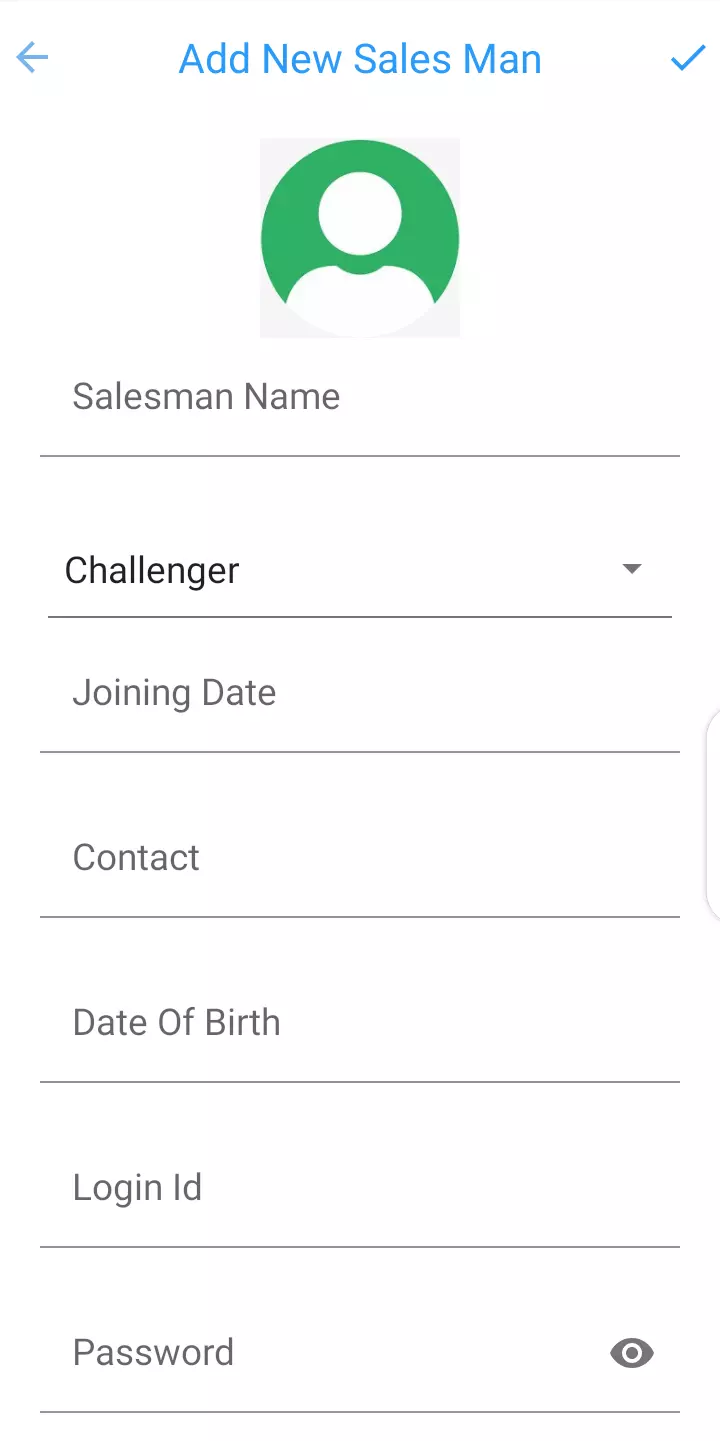 Add New Sales Man
Salesman Name
Challenger
Joining Date
Contact
Date Of Birth
Login Id
Password